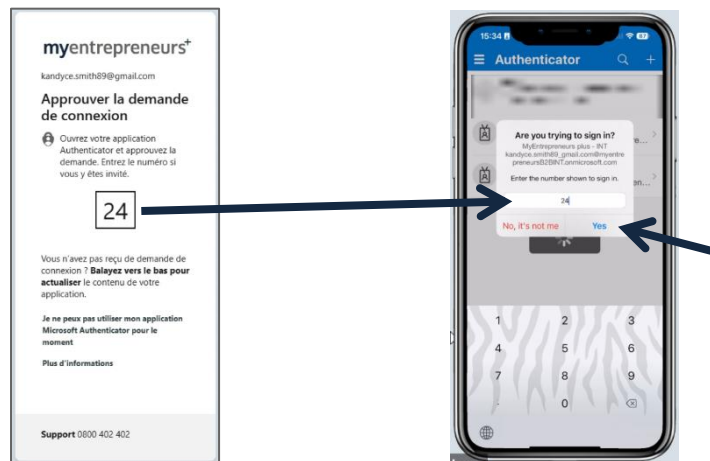 myentrepreneurs+
kandyce.smith89@gmail.com
Approuver la demande
de connexion
Ouvrez votre application
Authenticator et approuvez la
demande. Entrez le numéro si
vous y êtes invité.
24
Vous n'avez pas reçu de demande de
connexion ? Balayez vers le bas pour
actualiser le contenu de votre
application.
Je ne peux pas utiliser mon application
Microsoft Authenticator pour le
moment
Plus d'informations
Support 0800 402 402
15:34
Authenticator
Are you trying to sign in?
MyEntrepreneurs plus - INT
kandyce.smith89_gmail.com@myentre
preneursB2BINT.onmicrosoft.com
Enter the number shown to sign in.
24
No, it's not me Yes
1 2 3
4 5 6
7 8 9
. 0